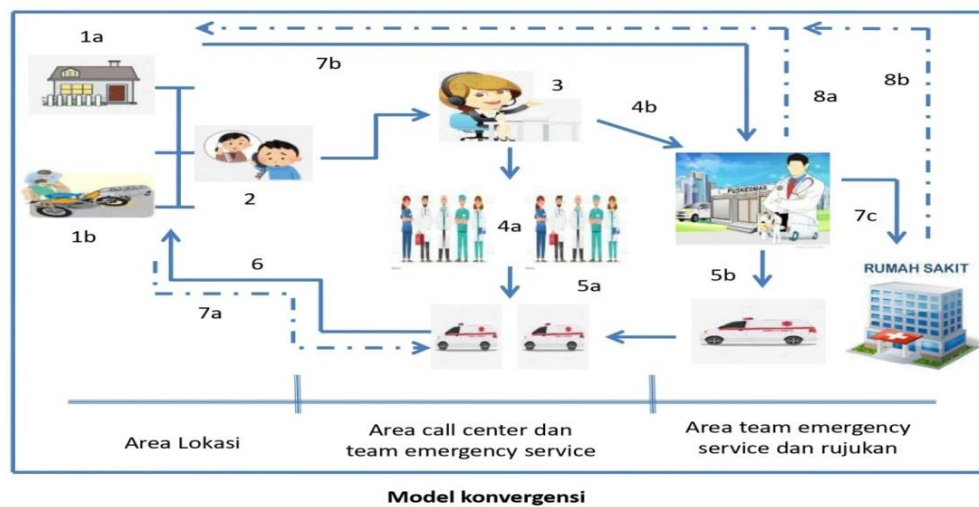 1a
7b
3
4b
8a
8b
2
1b
4a
PUSKESMAS
7c
RUMAH SAKIT
6
7a
5a
5b
Area Lokasi
Area call center dan
team emergency service
Area team emergency
service dan rujukan
Model konvergensi